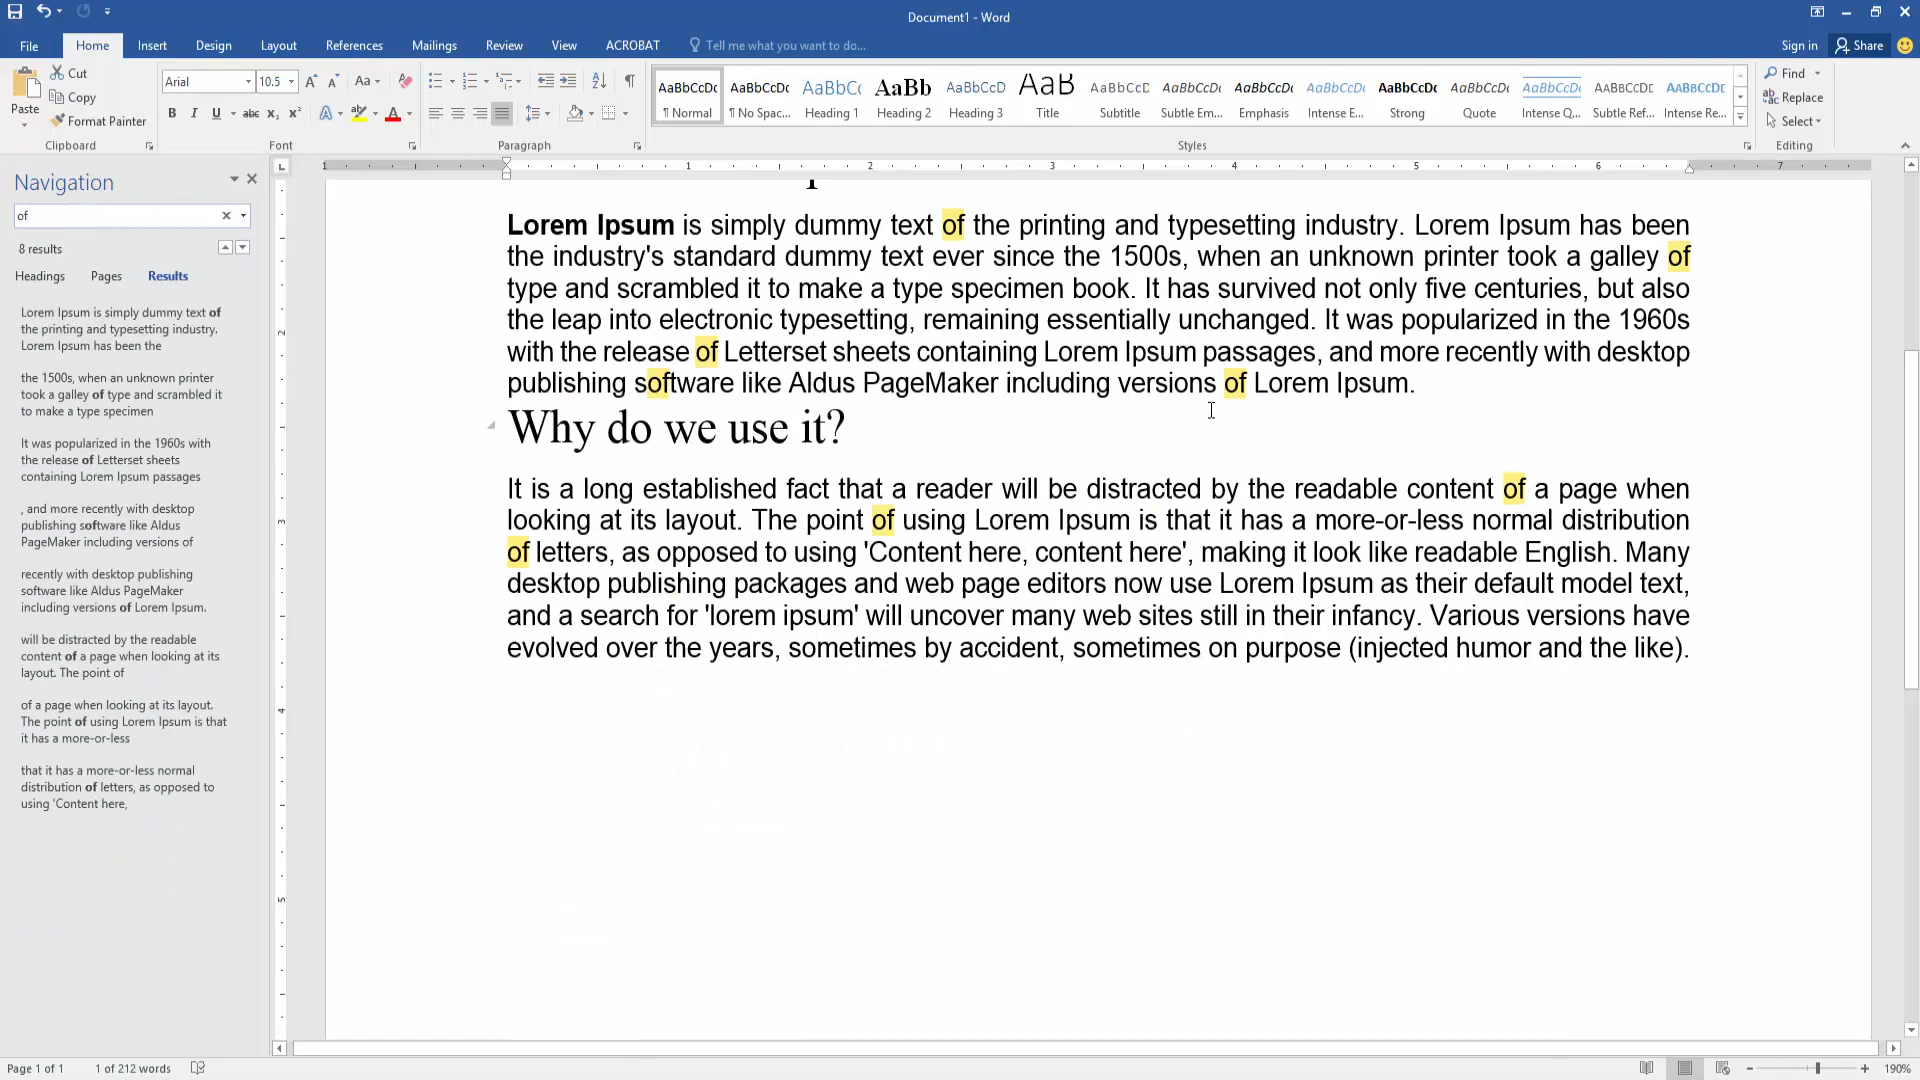 Document1 - Word
File Home Insert Design Layout References Mailings Review View ACROBAT Tell me what you want to do... Sign in Share
Paste Cut Copy Format Painter Clipboard
Arial 10.5 Font
Paragraph
AaBbCcDc AaBbCcDc AaBbCc AaBb AaBbCcD AaB AaBbCcD AaBbCcDc AaBbCcDc AaBbCcDc AaBbCcDc AaBbCcDc AaBbCcDc AABBCCDC AABBCCDC
¶ Normal ¶ No Spac... Heading 1 Heading 2 Heading 3 Title Subtitle Subtle Em... Emphasis Intense E... Strong Quote Intense Q... Subtle Ref... Intense Re...
Styles
Find
Replace
Select
Editing
Navigation
of
8 results
Headings Pages Results
Lorem Ipsum is simply dummy text of
the printing and typesetting industry.
Lorem Ipsum has been the
the 1500s, when an unknown printer
took a galley of type and scrambled it
to make a type specimen
It was popularized in the 1960s with
the release of Letterset sheets
containing Lorem Ipsum passages
, and more recently with desktop
publishing software like Aldus
PageMaker including versions of
recently with desktop publishing
software like Aldus PageMaker
including versions of Lorem Ipsum.
will be distracted by the readable
content of a page when looking at its
layout. The point of
of a page when looking at its layout.
The point of using Lorem Ipsum is that
it has a more-or-less
that it has a more-or-less normal
distribution of letters, as opposed to
using 'Content here,
1 1 2 3 4 5 6 7
2
3
4
5
Lorem Ipsum is simply dummy text of the printing and typesetting industry. Lorem Ipsum has been
the industry's standard dummy text ever since the 1500s, when an unknown printer took a galley of
type and scrambled it to make a type specimen book. It has survived not only five centuries, but also
the leap into electronic typesetting, remaining essentially unchanged. It was popularized in the 1960s
with the release of Letterset sheets containing Lorem Ipsum passages, and more recently with desktop
publishing software like Aldus PageMaker including versions of Lorem Ipsum.
Why do we use it?
It is a long established fact that a reader will be distracted by the readable content of a page when
looking at its layout. The point of using Lorem Ipsum is that it has a more-or-less normal distribution
of letters, as opposed to using 'Content here, content here', making it look like readable English. Many
desktop publishing packages and web page editors now use Lorem Ipsum as their default model text,
and a search for 'lorem ipsum' will uncover many web sites still in their infancy. Various versions have
evolved over the years, sometimes by accident, sometimes on purpose (injected humor and the like).
Page 1 of 1 1 of 212 words 190%